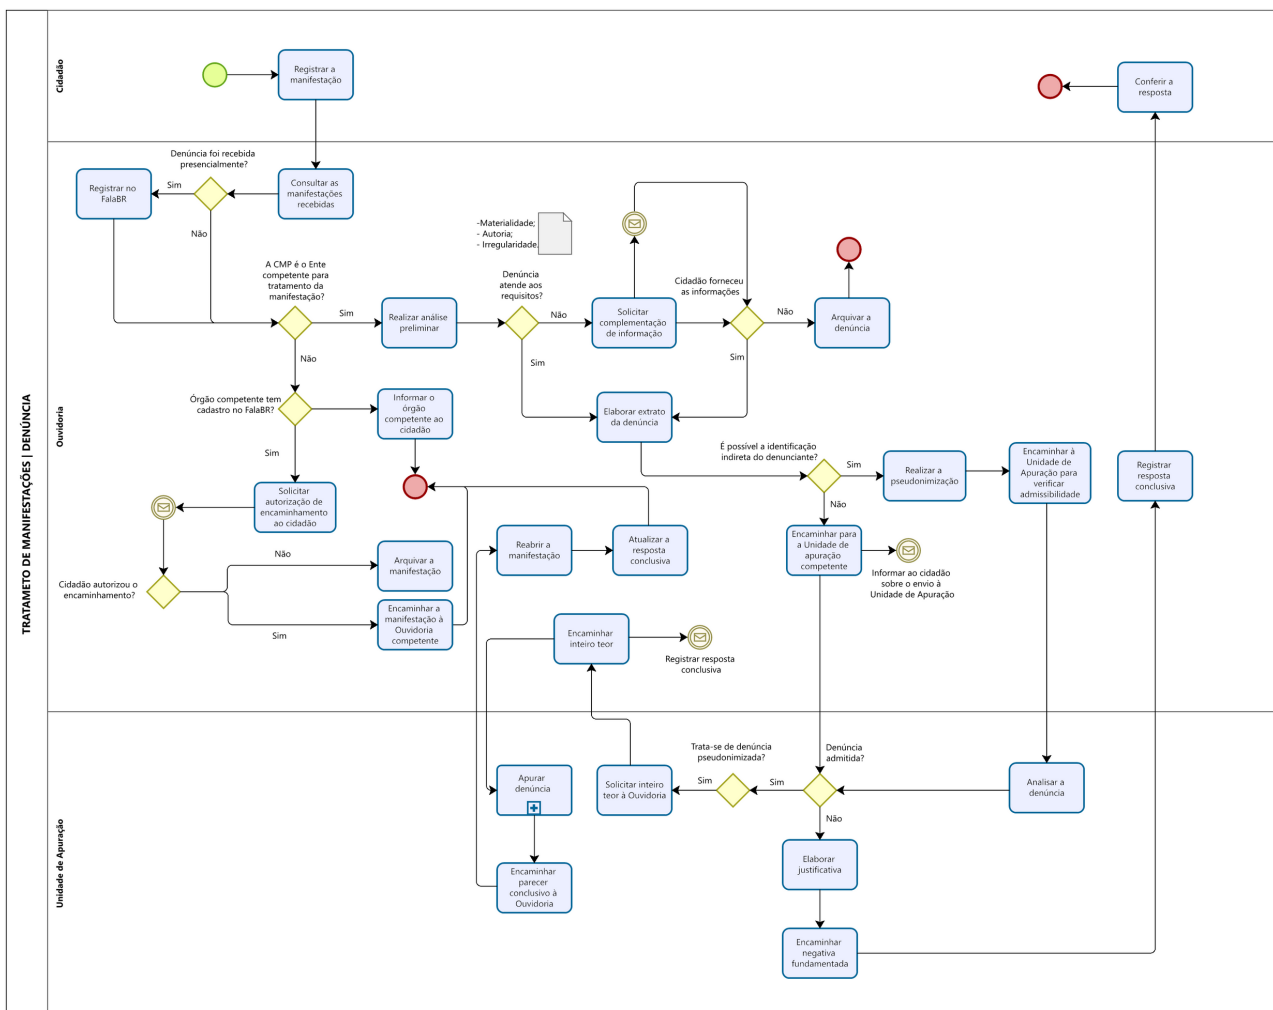 TRATAMETO DE MANIFESTAÇÕES | DENÚNCIA
Cidadão
Registrar a
manifestação
Conferir a
resposta
Ouvidoria
Denúncia foi recebida
presencialmente?
Registrar no
FalaBR
Sim
Consultar as
manifestações
recebidas
Não
-Materialidade;
- Autoria;
- Irregularidade.
A CMP é o Ente
competente para
tratamento da
manifestação?
Sim
Realizar análise
preliminar
Denúncia
atende aos
requisitos?
Não
Solicitar
complementação
de informação
Cidadão forneceu
as informações
Não
Arquivar a
denúncia
Não
Sim
Sim
Órgão competente tem
cadastro no FalaBR?
Informar o
órgão
competente ao
cidadão
Elaborar extrato
da denúncia
Sim
É possível a identificação
indireta do denunciante?
Sim
Realizar a
pseudonimização
Encaminhar à
Unidade de
Apuração para
verificar
admissibilidade
Registrar
resposta
conclusiva
Solicitar
autorização de
encaminhamento
ao cidadão
Não
Reabrir a
manifestação
Atualizar a
resposta
conclusiva
Encaminhar para
a Unidade de
apuração
competente
Informar ao cidadão
sobre o envio à
Unidade de Apuração
Não
Arquivar a
manifestação
Cidadão autorizou o
encaminhamento?
Sim
Encaminhar a
manifestação à
Ouvidoria
competente
Encaminhar
inteiro teor
Registrar resposta
conclusiva
Unidade de Apuração
Trata-se de denúncia
pseudonimizada?
Denúncia
admitida?
Apurar
denúncia
Solicitar inteiro
teor à Ouvidoria
Sim
Sim
Analisar a
denúncia
Não
Encaminhar
parecer
conclusivo à
Ouvidoria
Elaborar
justificativa
Encaminhar
negativa
fundamentada